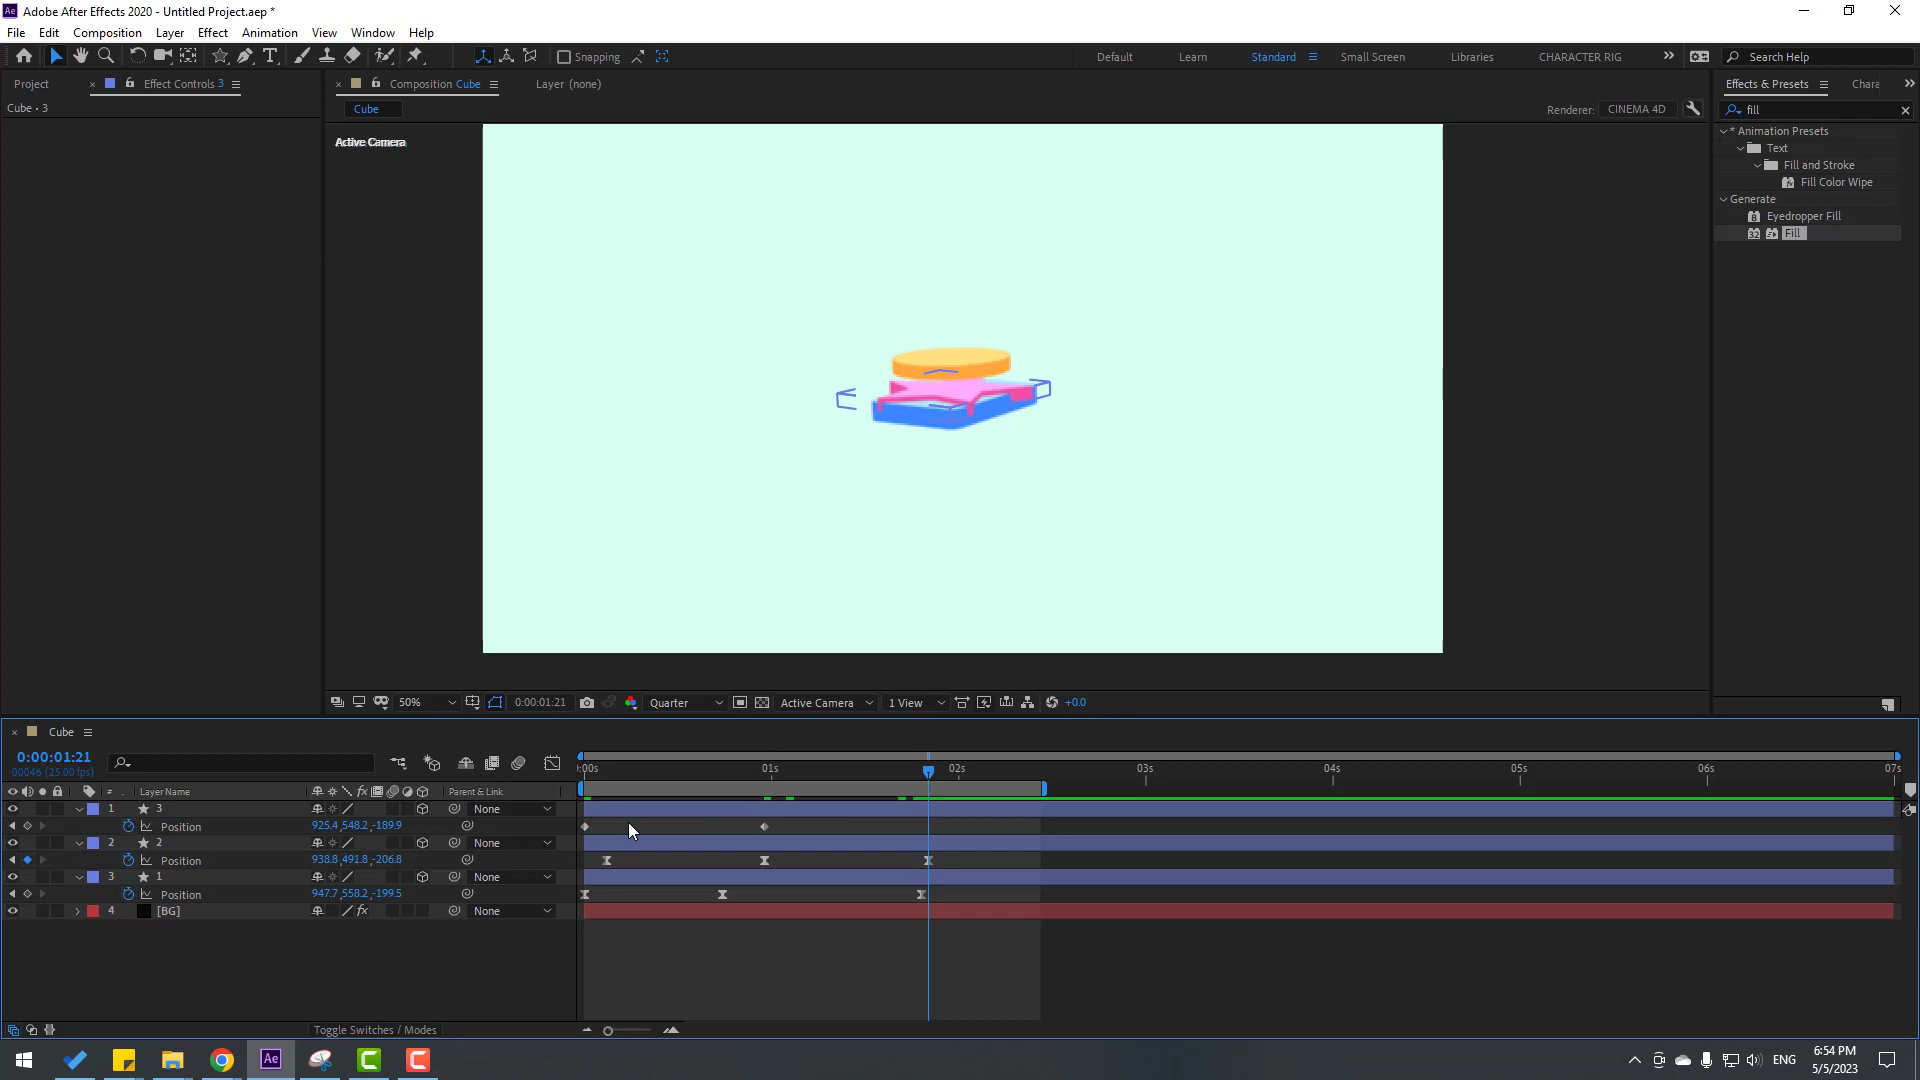 Ae Adobe After Effects 2020 - Untitled Project.aep *
File Edit Composition Layer Effect Animation View Window Help
Snapping Default Learn Standard Small Screen Libraries CHARACTER RIG Search Help
Project Effect Controls 3 Composition Cube Layer (none) Effects & Presets Chara
Cube • 3
Cube
Renderer: CINEMA 4D
fill
Active Camera
* Animation Presets
Text
Fill and Stroke
Fill Color Wipe
Generate
Eyedropper Fill
Fill
50% 0:00:01:21 Quarter Active Camera 1 View +0.0
Cube
0:00:01:21
00046 (25.00 fps)
:00s 01s 02s 03s 04s 05s 06s 07s
# . Layer Name fx Parent & Link
1 3 None
Position 925.4,548.2,-189.9
2 2 None
Position 938.8,491.8,-206.8
3 1 None
Position 947.7,558.2,-199.5
4 [BG] fx None
Toggle Switches / Modes
Ae
ENG
6:54 PM
5/5/2023